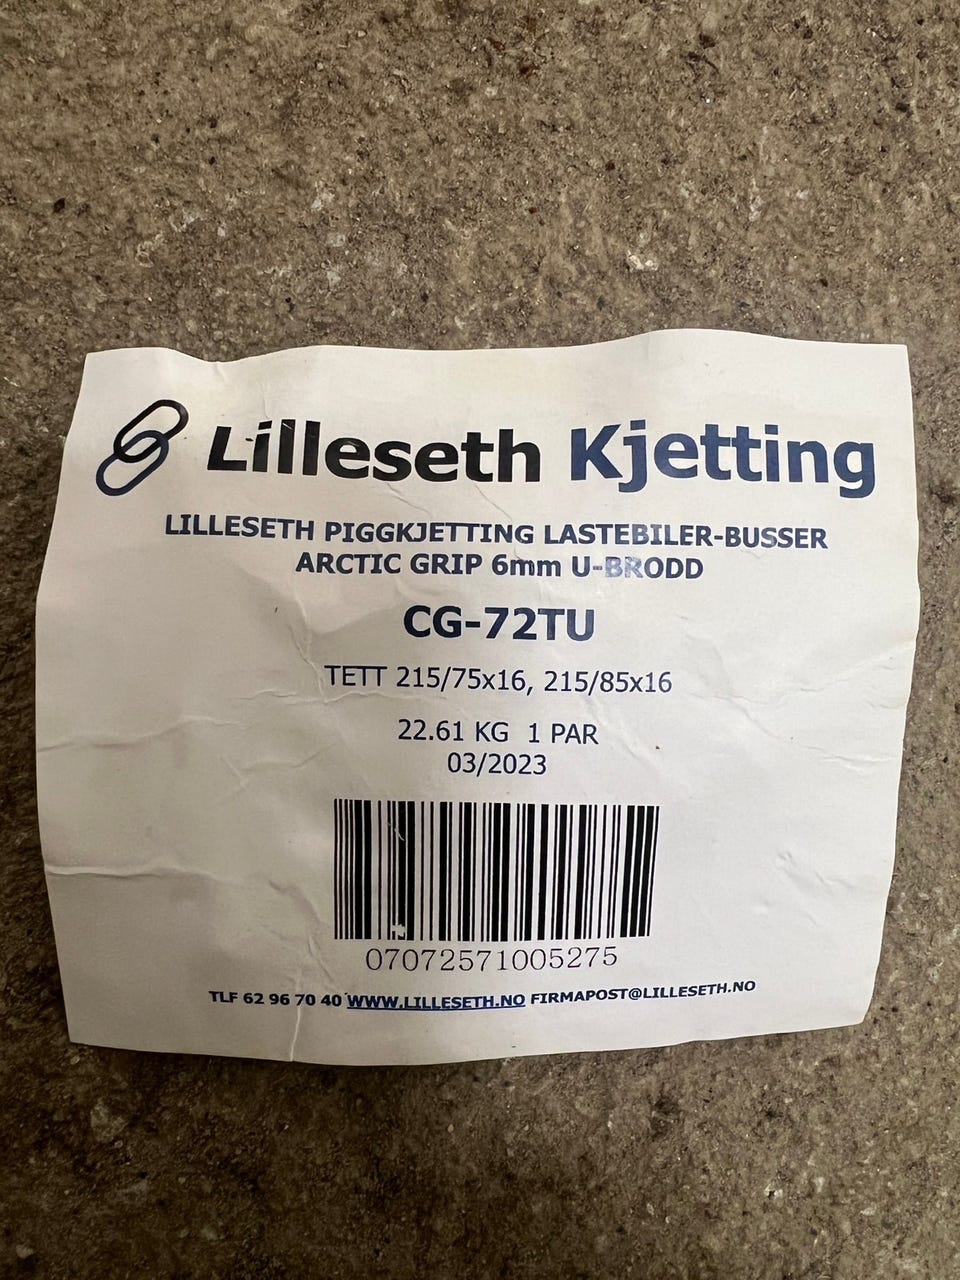 Lilleseth Kjetting
LILLESETH PIGGKJETTING LASTEBILER-BUSSER
ARCTIC GRIP 6mm U-BRODD
CG-72TU
TETT 215/75x16, 215/85x16
22.61 KG 1 PAR
03/2023
07072571005275
TLF 62 96 70 40 WWW.LILLESETH.NO FIRMAPOST@LILLESETH.NO